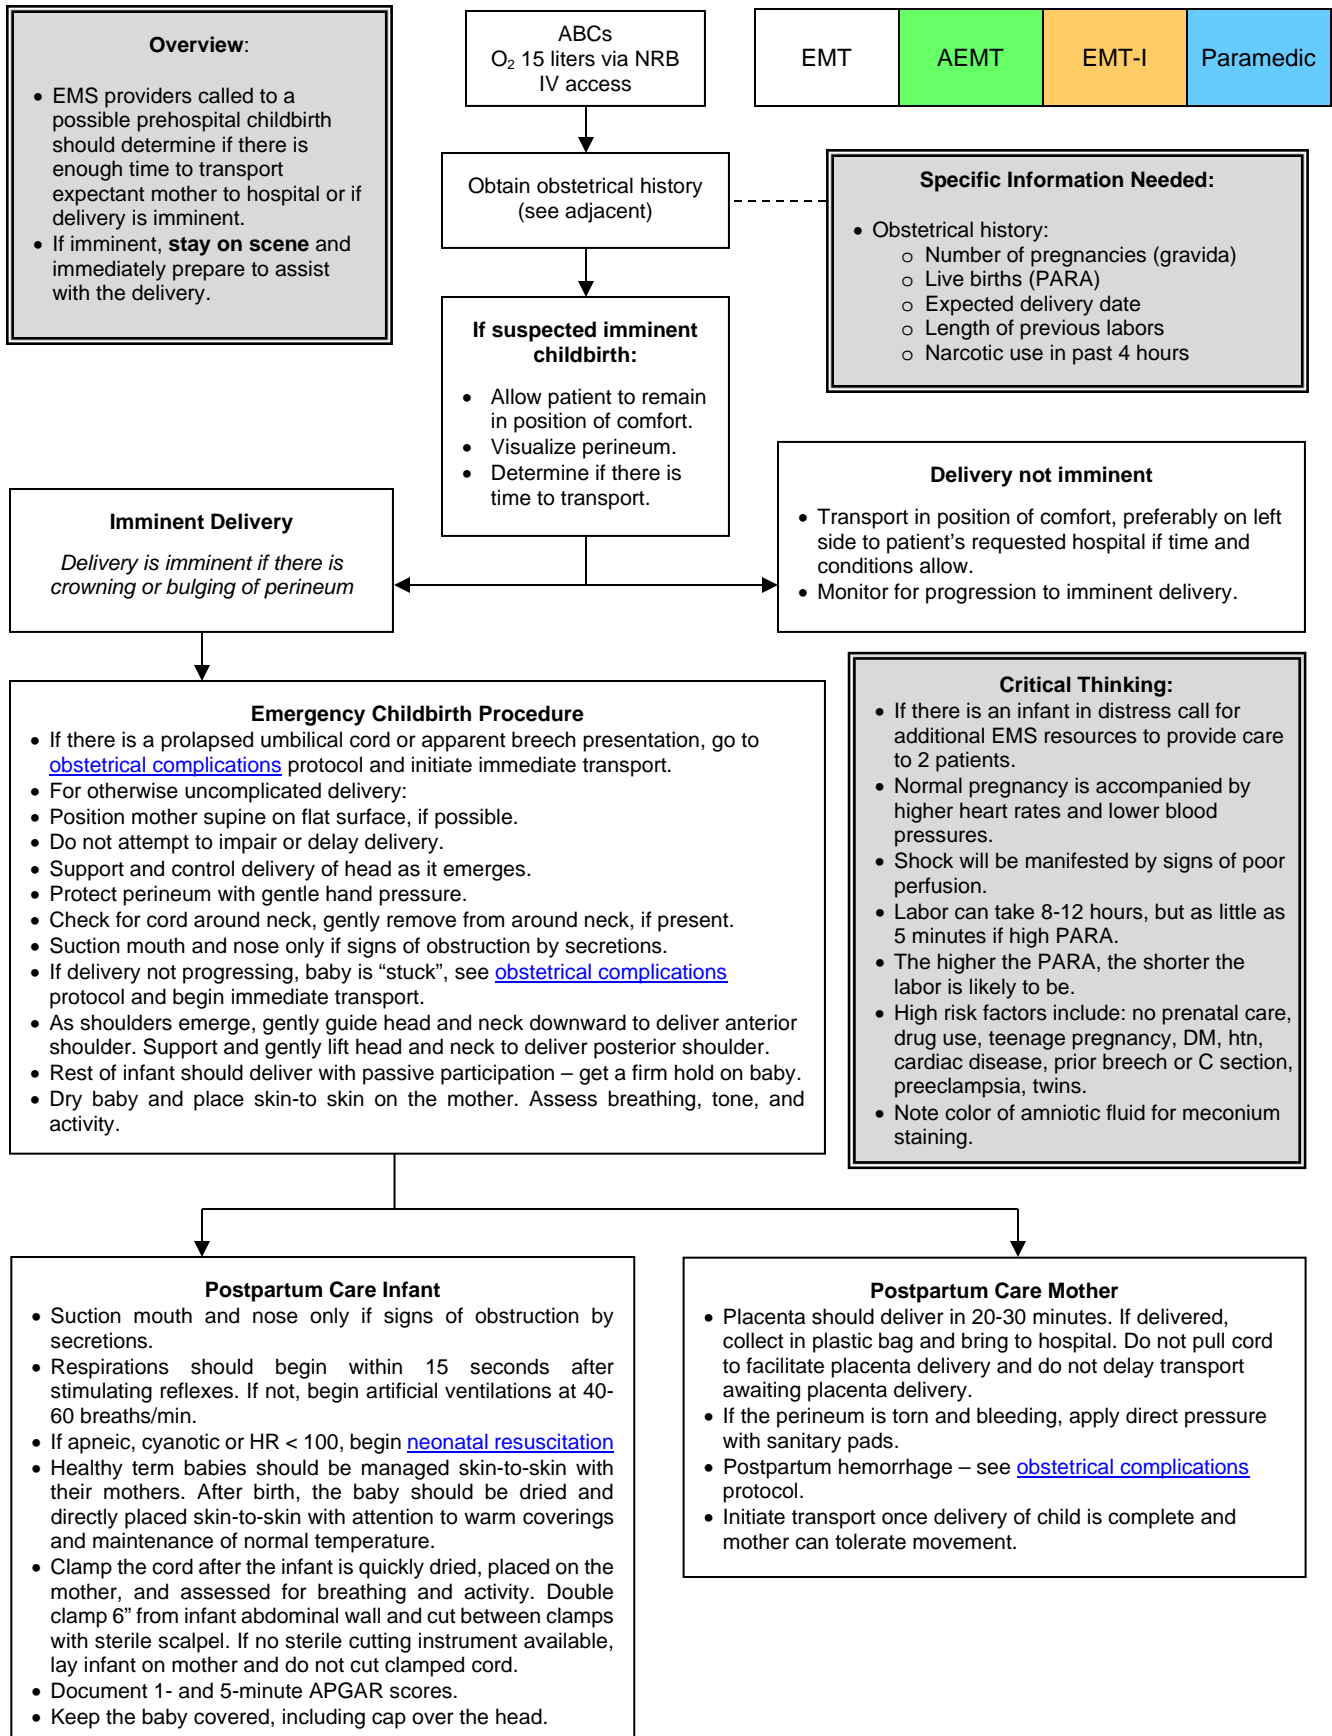 Overview:
• EMS providers called to a
possible prehospital childbirth
should determine if there is
enough time to transport
expectant mother to hospital or if
delivery is imminent.
• If imminent, stay on scene and
immediately prepare to assist
with the delivery.
ABCs
O₂ 15 liters via NRB
IV access
EMT
AEMT
EMT-I
Paramedic
Obtain obstetrical history
(see adjacent)
Specific Information Needed:
• Obstetrical history:
o Number of pregnancies (gravida)
o Live births (PARA)
o Expected delivery date
o Length of previous labors
o Narcotic use in past 4 hours
If suspected imminent
childbirth:
• Allow patient to remain
in position of comfort.
• Visualize perineum.
• Determine if there is
time to transport.
Imminent Delivery
Delivery is imminent if there is
crowning or bulging of perineum
Delivery not imminent
• Transport in position of comfort, preferably on left
side to patient’s requested hospital if time and
conditions allow.
• Monitor for progression to imminent delivery.
Emergency Childbirth Procedure
• If there is a prolapsed umbilical cord or apparent breech presentation, go to
obstetrical complications protocol and initiate immediate transport.
• For otherwise uncomplicated delivery:
• Position mother supine on flat surface, if possible.
• Do not attempt to impair or delay delivery.
• Support and control delivery of head as it emerges.
• Protect perineum with gentle hand pressure.
• Check for cord around neck, gently remove from around neck, if present.
• Suction mouth and nose only if signs of obstruction by secretions.
• If delivery not progressing, baby is “stuck”, see obstetrical complications
protocol and begin immediate transport.
• As shoulders emerge, gently guide head and neck downward to deliver anterior
shoulder. Support and gently lift head and neck to deliver posterior shoulder.
• Rest of infant should deliver with passive participation – get a firm hold on baby.
• Dry baby and place skin-to skin on the mother. Assess breathing, tone, and
activity.
Critical Thinking:
• If there is an infant in distress call for
additional EMS resources to provide care
to 2 patients.
• Normal pregnancy is accompanied by
higher heart rates and lower blood
pressures.
• Shock will be manifested by signs of poor
perfusion.
• Labor can take 8-12 hours, but as little as
5 minutes if high PARA.
• The higher the PARA, the shorter the
labor is likely to be.
• High risk factors include: no prenatal care,
drug use, teenage pregnancy, DM, htn,
cardiac disease, prior breech or C section,
preeclampsia, twins.
• Note color of amniotic fluid for meconium
staining.
Postpartum Care Infant
• Suction mouth and nose only if signs of obstruction by
secretions.
• Respirations should begin within 15 seconds after
stimulating reflexes. If not, begin artificial ventilations at 40-
60 breaths/min.
• If apneic, cyanotic or HR < 100, begin neonatal resuscitation
• Healthy term babies should be managed skin-to-skin with
their mothers. After birth, the baby should be dried and
directly placed skin-to-skin with attention to warm coverings
and maintenance of normal temperature.
• Clamp the cord after the infant is quickly dried, placed on the
mother, and assessed for breathing and activity. Double
clamp 6” from infant abdominal wall and cut between clamps
with sterile scalpel. If no sterile cutting instrument available,
lay infant on mother and do not cut clamped cord.
• Document 1- and 5-minute APGAR scores.
• Keep the baby covered, including cap over the head.
Postpartum Care Mother
• Placenta should deliver in 20-30 minutes. If delivered,
collect in plastic bag and bring to hospital. Do not pull cord
to facilitate placenta delivery and do not delay transport
awaiting placenta delivery.
• If the perineum is torn and bleeding, apply direct pressure
with sanitary pads.
• Postpartum hemorrhage – see obstetrical complications
protocol.
• Initiate transport once delivery of child is complete and
mother can tolerate movement.